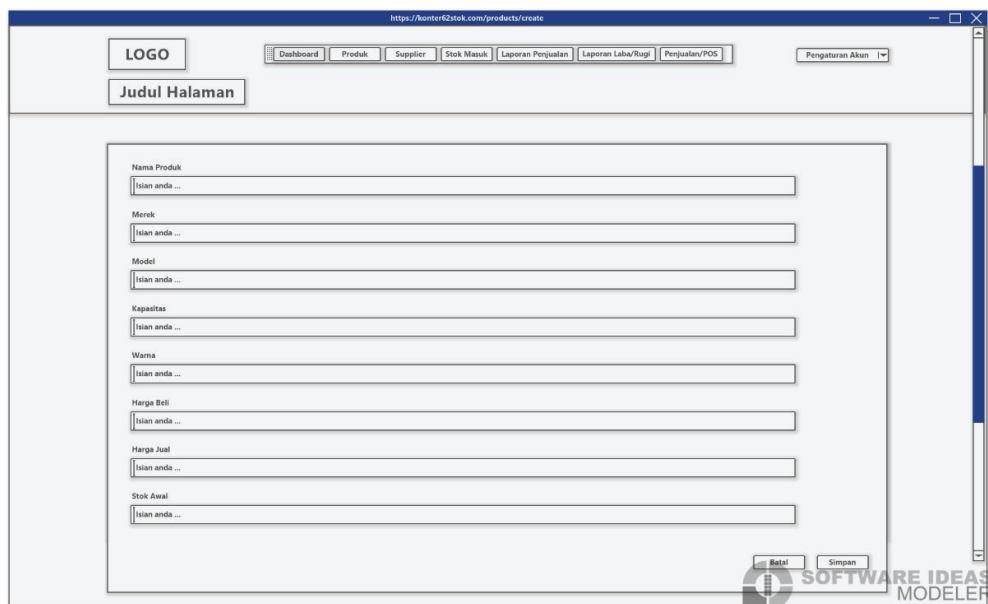 https://konter62stok.com/products/create
LOGO
Dashboard Produk Supplier Stok Masuk Laporan Penjualan Laporan Laba/Rugi Penjualan/POS
Pengaturan Akun
Judul Halaman
Nama Produk
Isian anda ...
Merek
Isian anda ...
Model
Isian anda ...
Kapasitas
Isian anda ...
Warna
Isian anda ...
Harga Beli
Isian anda ...
Harga Jual
Isian anda ...
Stok Awal
Isian anda ...
Batal Simpan
SOFTWARE IDEAS
MODELER